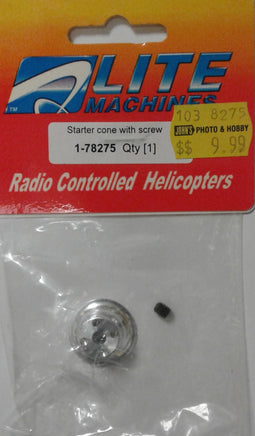 LITE
MACHINES
TM
103 8275
JOHN'S PHOTO & HOBBY
$$ 9.99
Starter cone with screw
1-78275 Qty [1]
Radio Controlled Helicopters